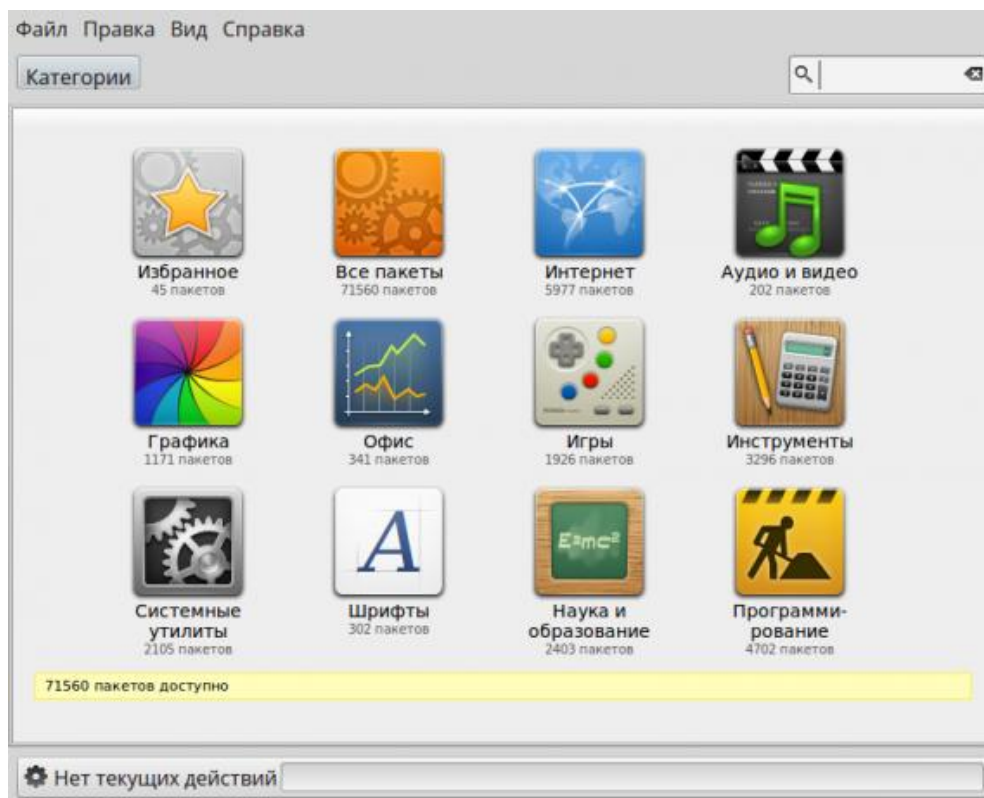 Файл Правка Вид Справка
Категории
Избранное
45 пакетов
Все пакеты
71560 пакетов
Интернет
5977 пакетов
Аудио и видео
202 пакетов
Графика
1171 пакетов
Офис
341 пакетов
Игры
1926 пакетов
Инструменты
3296 пакетов
Системные
утилиты
2105 пакетов
A
Шрифты
302 пакетов
E=mc²
Наука и
образование
2403 пакетов
Программи-
рование
4702 пакетов
71560 пакетов доступно
Нет текущих действий